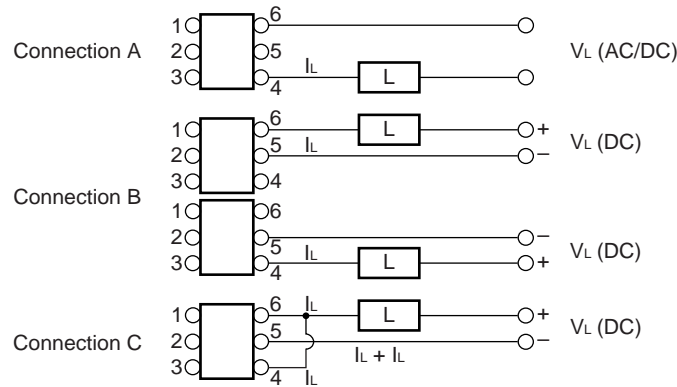 1 6
Connection A 2 5 VL (AC/DC)
3 4 IL L
1 6 L + VL (DC)
2 5 IL –
3 4
Connection B
1 6
2 5 – VL (DC)
3 4 IL L +
1 6 IL L + VL (DC)
2 5 –
Connection C IL + IL
3 4 IL